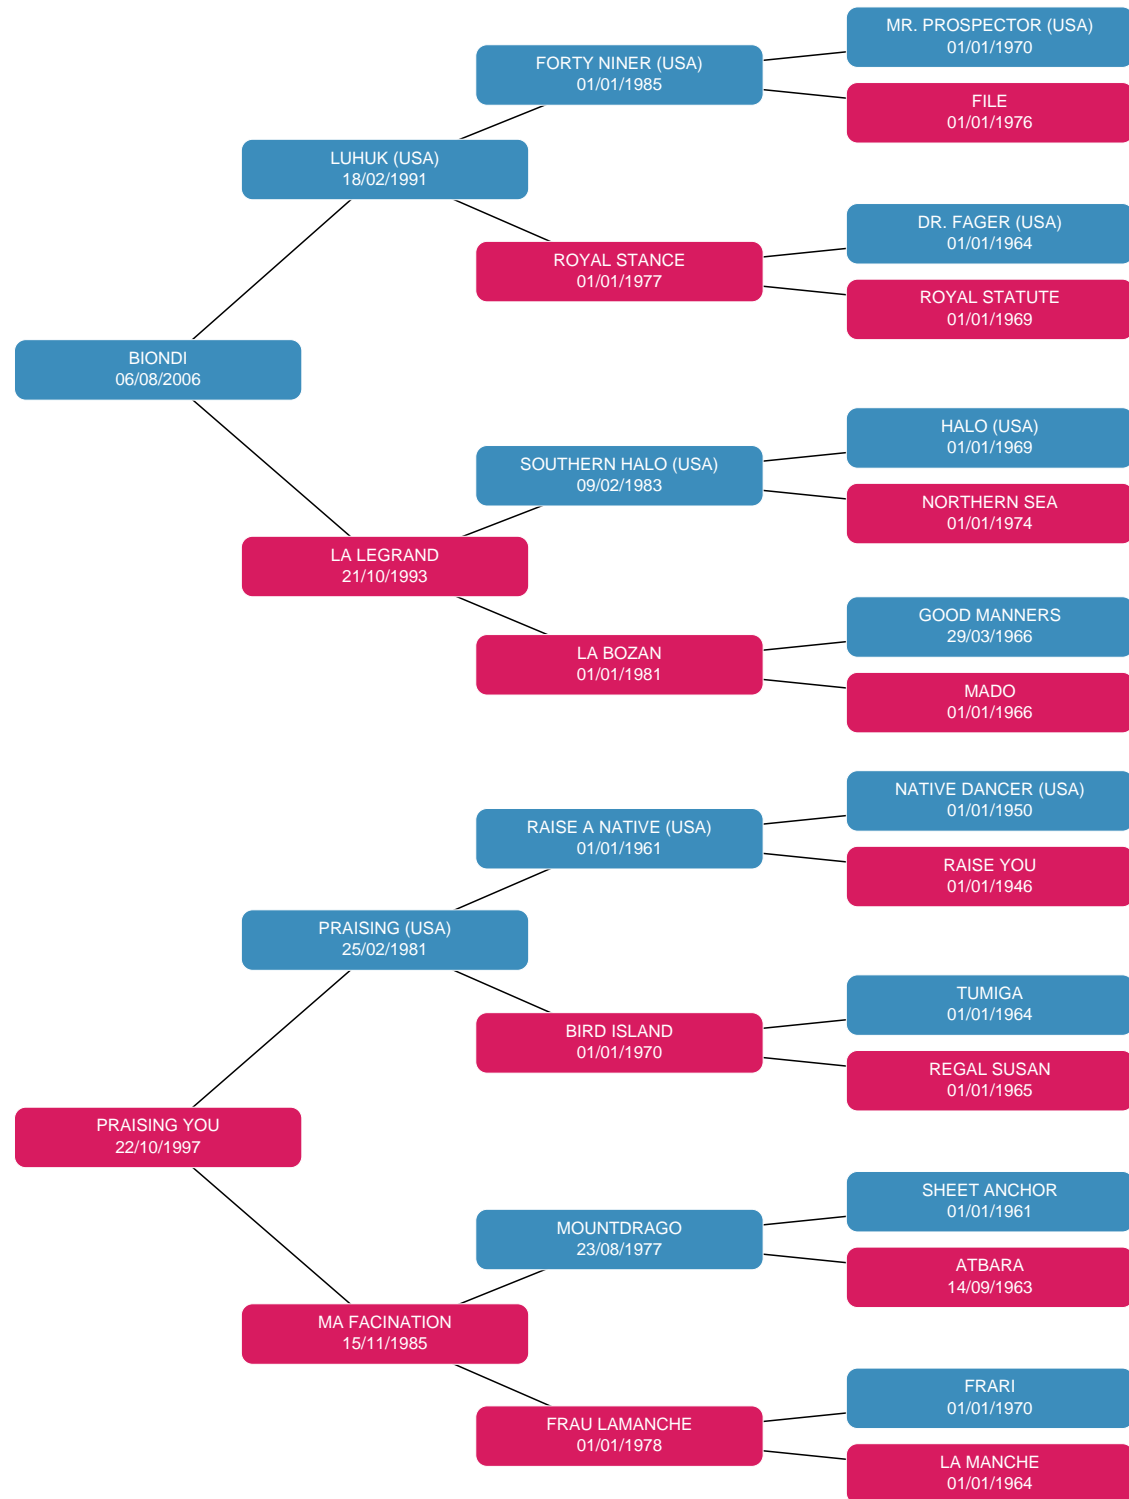 MR. PROSPECTOR (USA)
01/01/1970
FORTY NINER (USA)
01/01/1985
FILE
01/01/1976
LUHUK (USA)
18/02/1991
DR. FAGER (USA)
01/01/1964
ROYAL STANCE
01/01/1977
ROYAL STATUTE
01/01/1969
BIONDI
06/08/2006
HALO (USA)
01/01/1969
SOUTHERN HALO (USA)
09/02/1983
NORTHERN SEA
01/01/1974
LA LEGRAND
21/10/1993
GOOD MANNERS
29/03/1966
LA BOZAN
01/01/1981
MADO
01/01/1966
NATIVE DANCER (USA)
01/01/1950
RAISE A NATIVE (USA)
01/01/1961
RAISE YOU
01/01/1946
PRAISING (USA)
25/02/1981
TUMIGA
01/01/1964
BIRD ISLAND
01/01/1970
REGAL SUSAN
01/01/1965
PRAISING YOU
22/10/1997
SHEET ANCHOR
01/01/1961
MOUNTDRAGO
23/08/1977
ATBARA
14/09/1963
MA FACINATION
15/11/1985
FRARI
01/01/1970
FRAU LAMANCHE
01/01/1978
LA MANCHE
01/01/1964